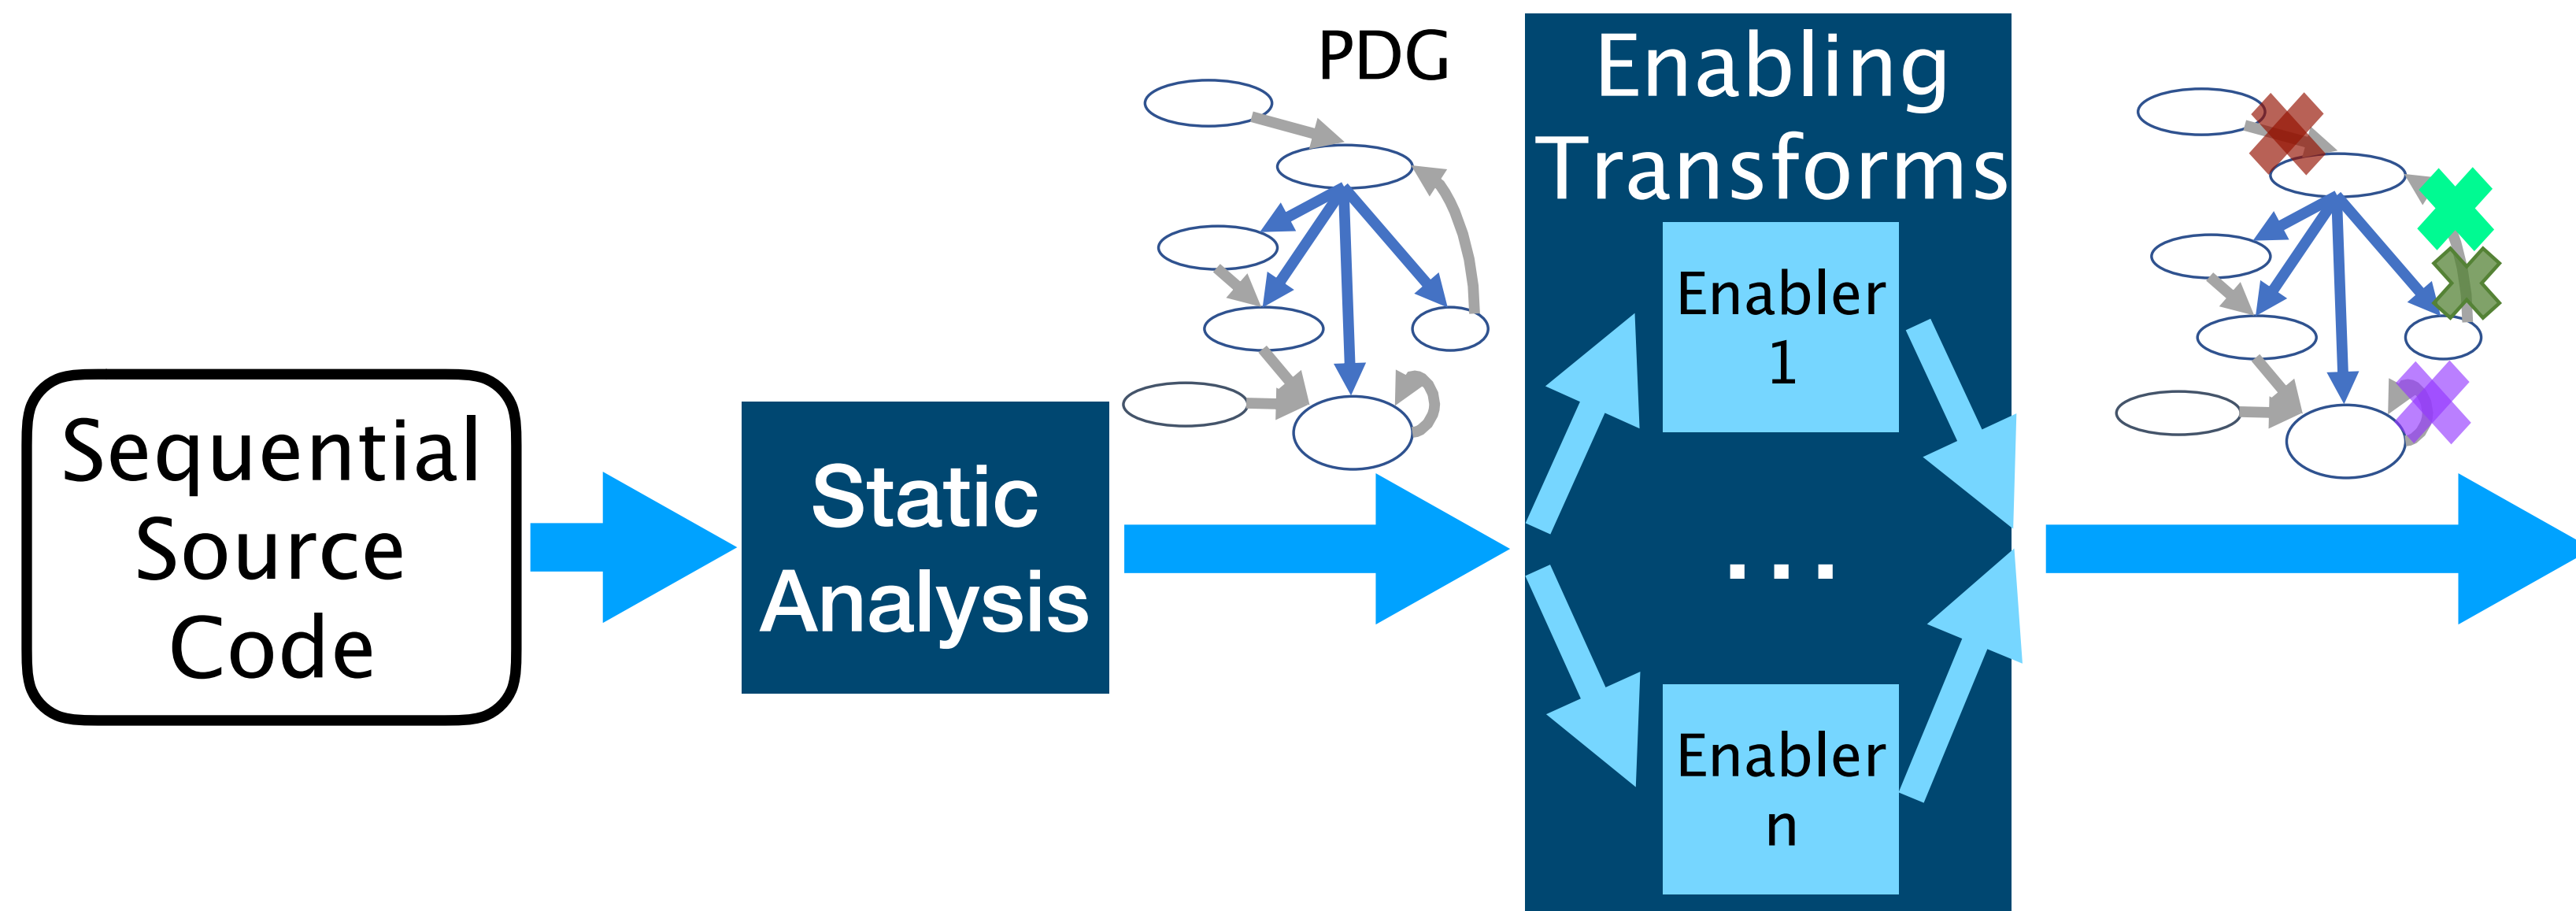 Sequential
Source
Code
Static
Analysis
PDG
Enabling
Transforms
Enabler
1
...
Enabler
n